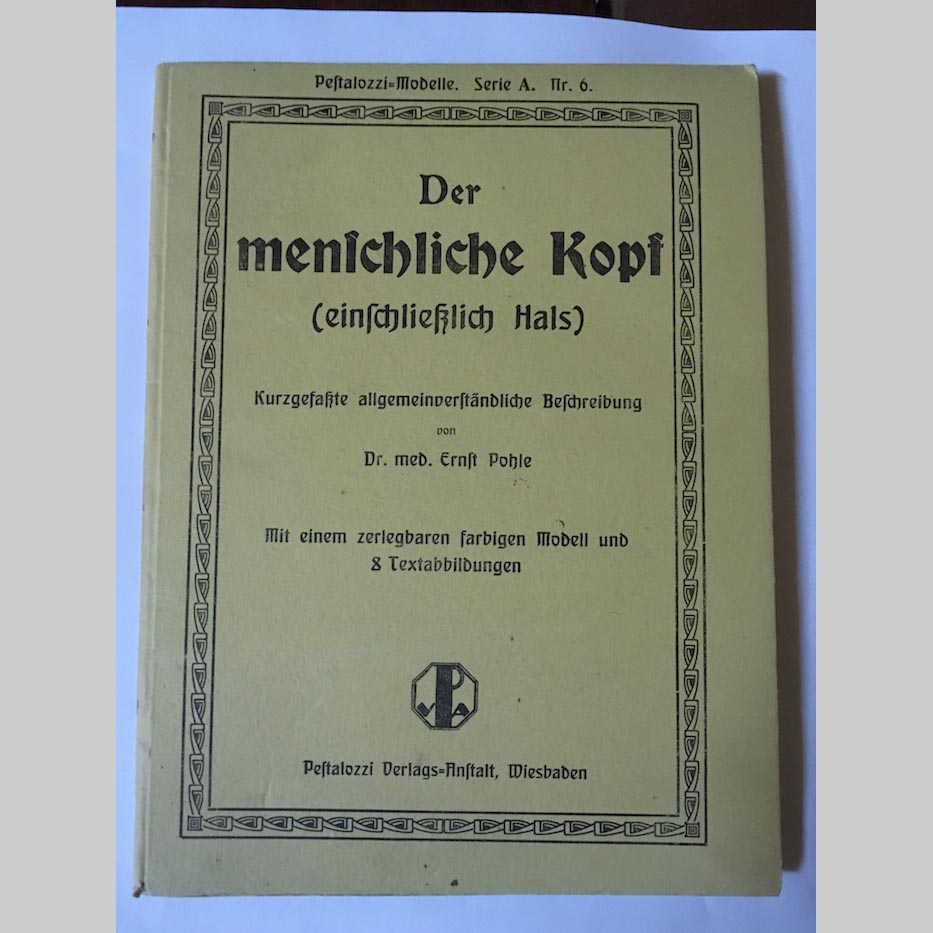 Peſtalozzi=Modelle. Serie A. Nr. 6.
Der
menſchliche Kopf
(einſchließlich Hals)
Kurzgefaßte allgemeinverſtändliche Beſchreibung
von
Dr. med. Ernſt Pohle
Mit einem zerlegbaren farbigen Modell und
8 Textabbildungen
VPA
Peſtalozzi Verlags=Anſtalt, Wiesbaden